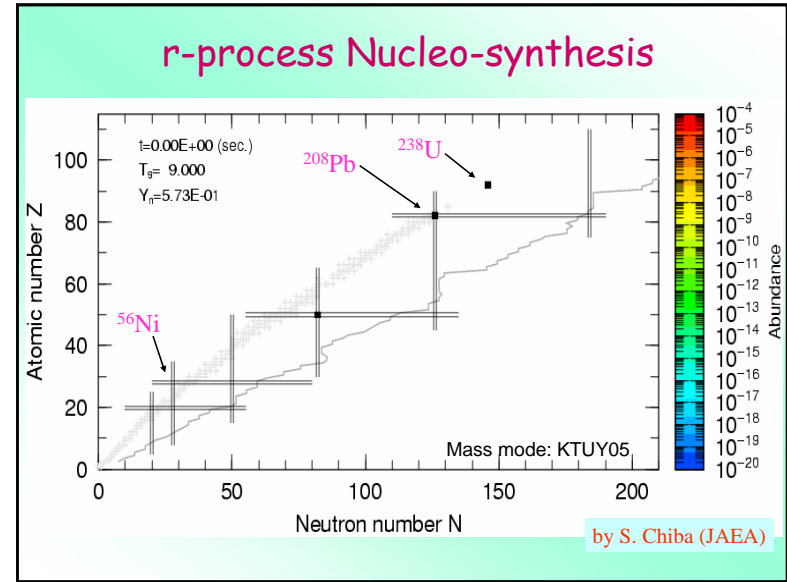 r-process Nucleo-synthesis
t=0.00E+00 (sec.)
T₉= 9.000
Yₙ=5.73E-01
²⁰⁸Pb
²³⁸U
⁵⁶Ni
Atomic number Z
100
80
60
40
20
0
0
50
100
150
200
Neutron number N
Mass mode: KTUY05
10⁻⁴
10⁻⁵
10⁻⁶
10⁻⁷
10⁻⁸
10⁻⁹
10⁻¹⁰
10⁻¹¹
10⁻¹²
10⁻¹³
10⁻¹⁴
10⁻¹⁵
10⁻¹⁶
10⁻¹⁷
10⁻¹⁸
10⁻¹⁹
10⁻²⁰
Abundance
by S. Chiba (JAEA)